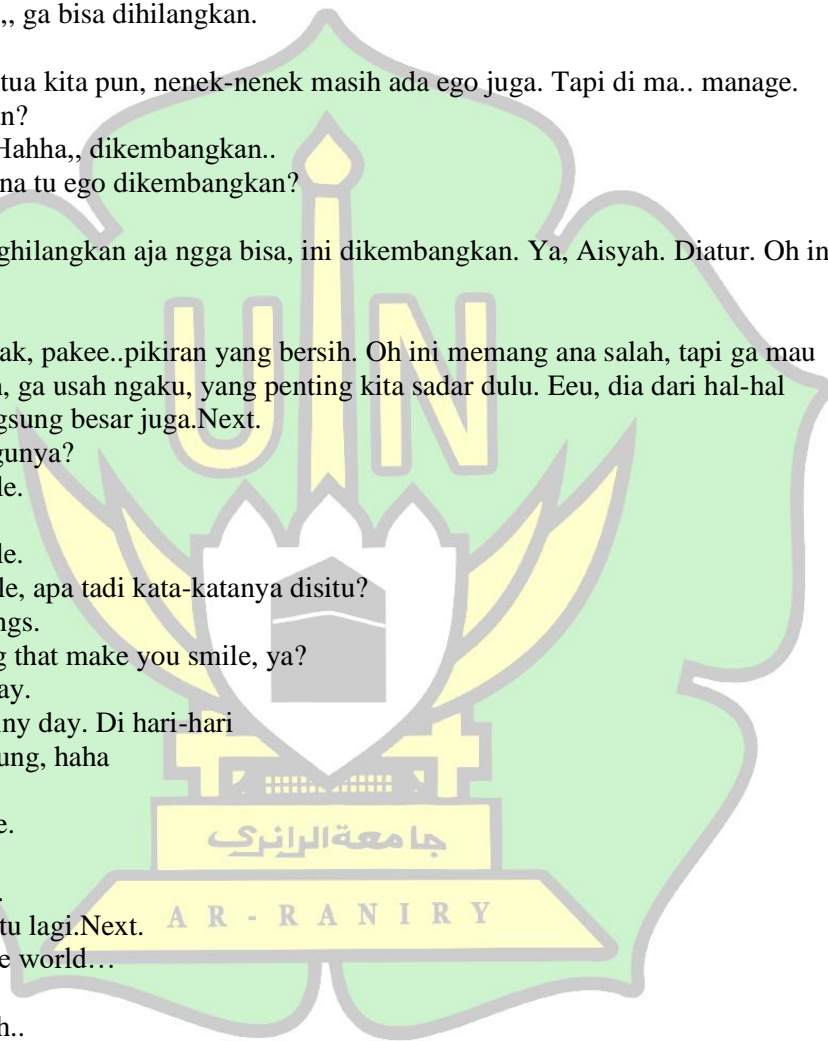 ,, ga bisa dihilangkan.
tua kita pun, nenek-nenek masih ada ego juga. Tapi di ma.. manage.
n?
Hahha,, dikembangkan..
na tu ego dikembangkan?
ghilangkan aja ngga bisa, ini dikembangkan. Ya, Aisyah. Diatur. Oh in
ak, pakee..pikiran yang bersih. Oh ini memang ana salah, tapi ga mau
, ga usah ngaku, yang penting kita sadar dulu. Eeu, dia dari hal-hal
gsung besar juga.Next.
gunya?
le.
le.
le, apa tadi kata-katanya disitu?
ngs.
g that make you smile, ya?
ay.
iny day. Di hari-hari
ung, haha
e.
.
tu lagi.Next.
e world…
h..
UIN
جامعة الرانري
AR-RANIRY